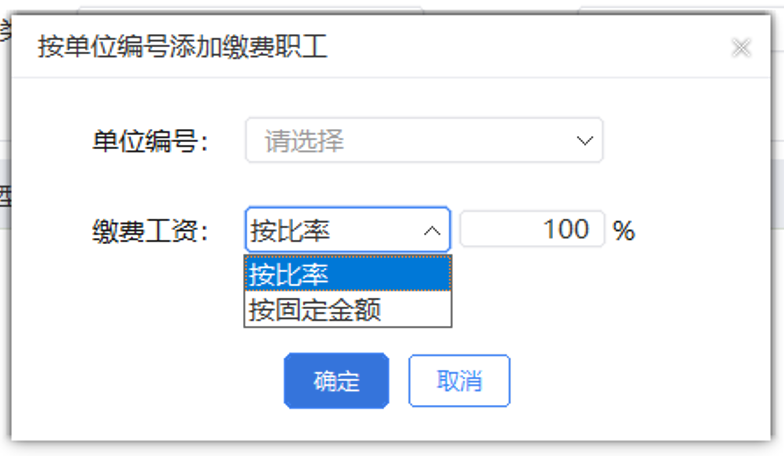 按单位编号添加缴费职工
单位编号： 请选择
缴费工资： 按比率 100 %
按比率
按固定金额
确定 取消